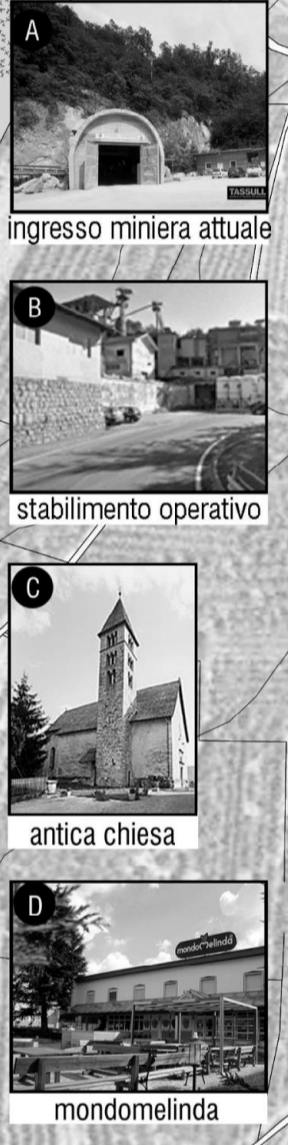 A
TASSULL
ingresso miniera attuale
B
stabilimento operativo
C
antica chiesa
D
mondomelinda
mondomelinda